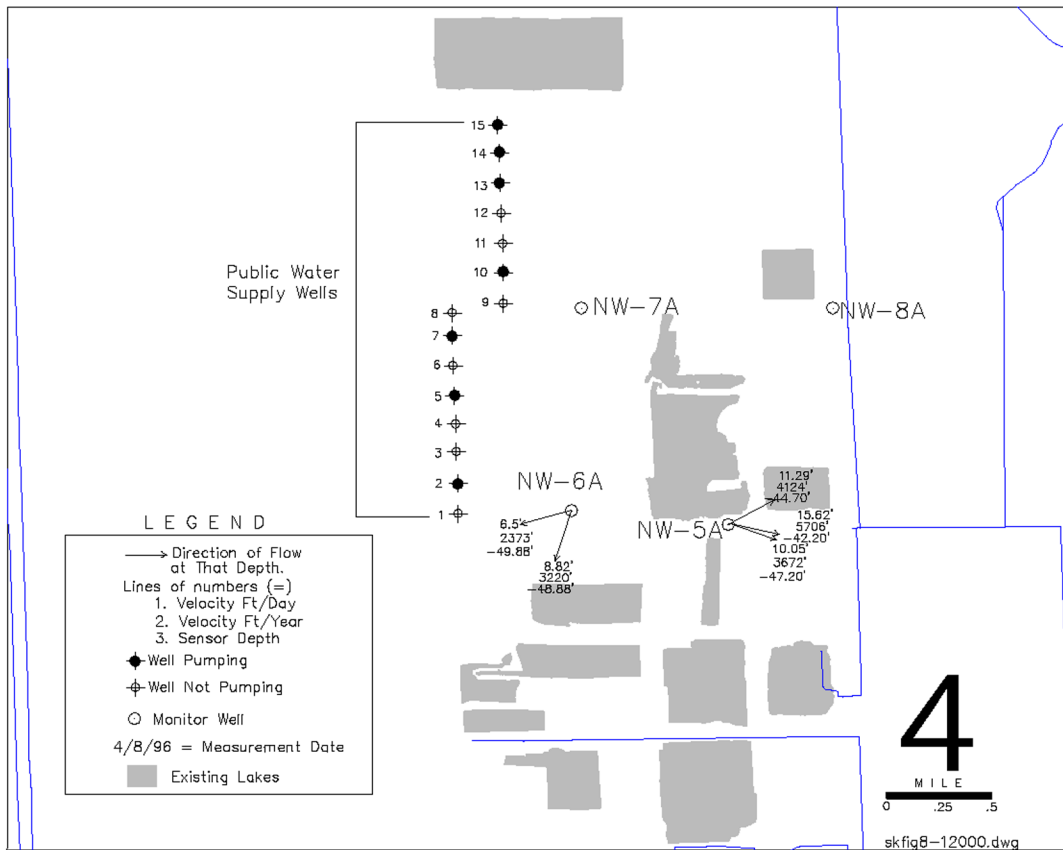 15
14
13
12
11
10
9
8
7
6
5
4
3
2
1
Public Water
Supply Wells
NW-7A
NW-8A
NW-6A
6.5'
2373'
-49.88'
8.82'
3220'
-48.88'
NW-5A
11.29'
4124'
-44.70'
15.62'
5706'
-42.20'
10.05'
3672'
-47.20'
LEGEND
Direction of Flow
at That Depth.
Lines of numbers (=)
1. Velocity Ft/Day
2. Velocity Ft/Year
3. Sensor Depth
Well Pumping
Well Not Pumping
Monitor Well
4/8/96 = Measurement Date
Existing Lakes
4
MILE
0 .25 .5
skfig8-12000.dwg